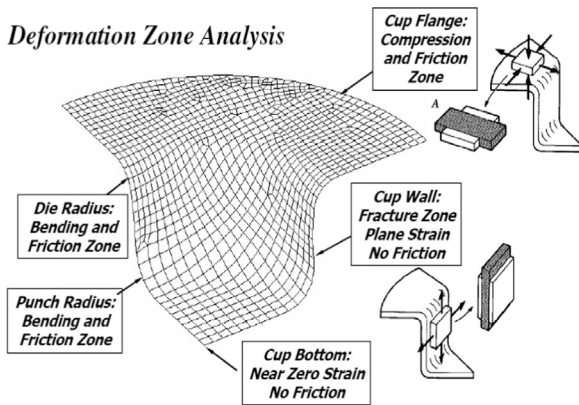 Deformation Zone Analysis
Cup Flange:
Compression
and Friction
Zone
A
Die Radius:
Bending and
Friction Zone
Cup Wall:
Fracture Zone
Plane Strain
No Friction
Punch Radius:
Bending and
Friction Zone
Cup Bottom:
Near Zero Strain
No Friction